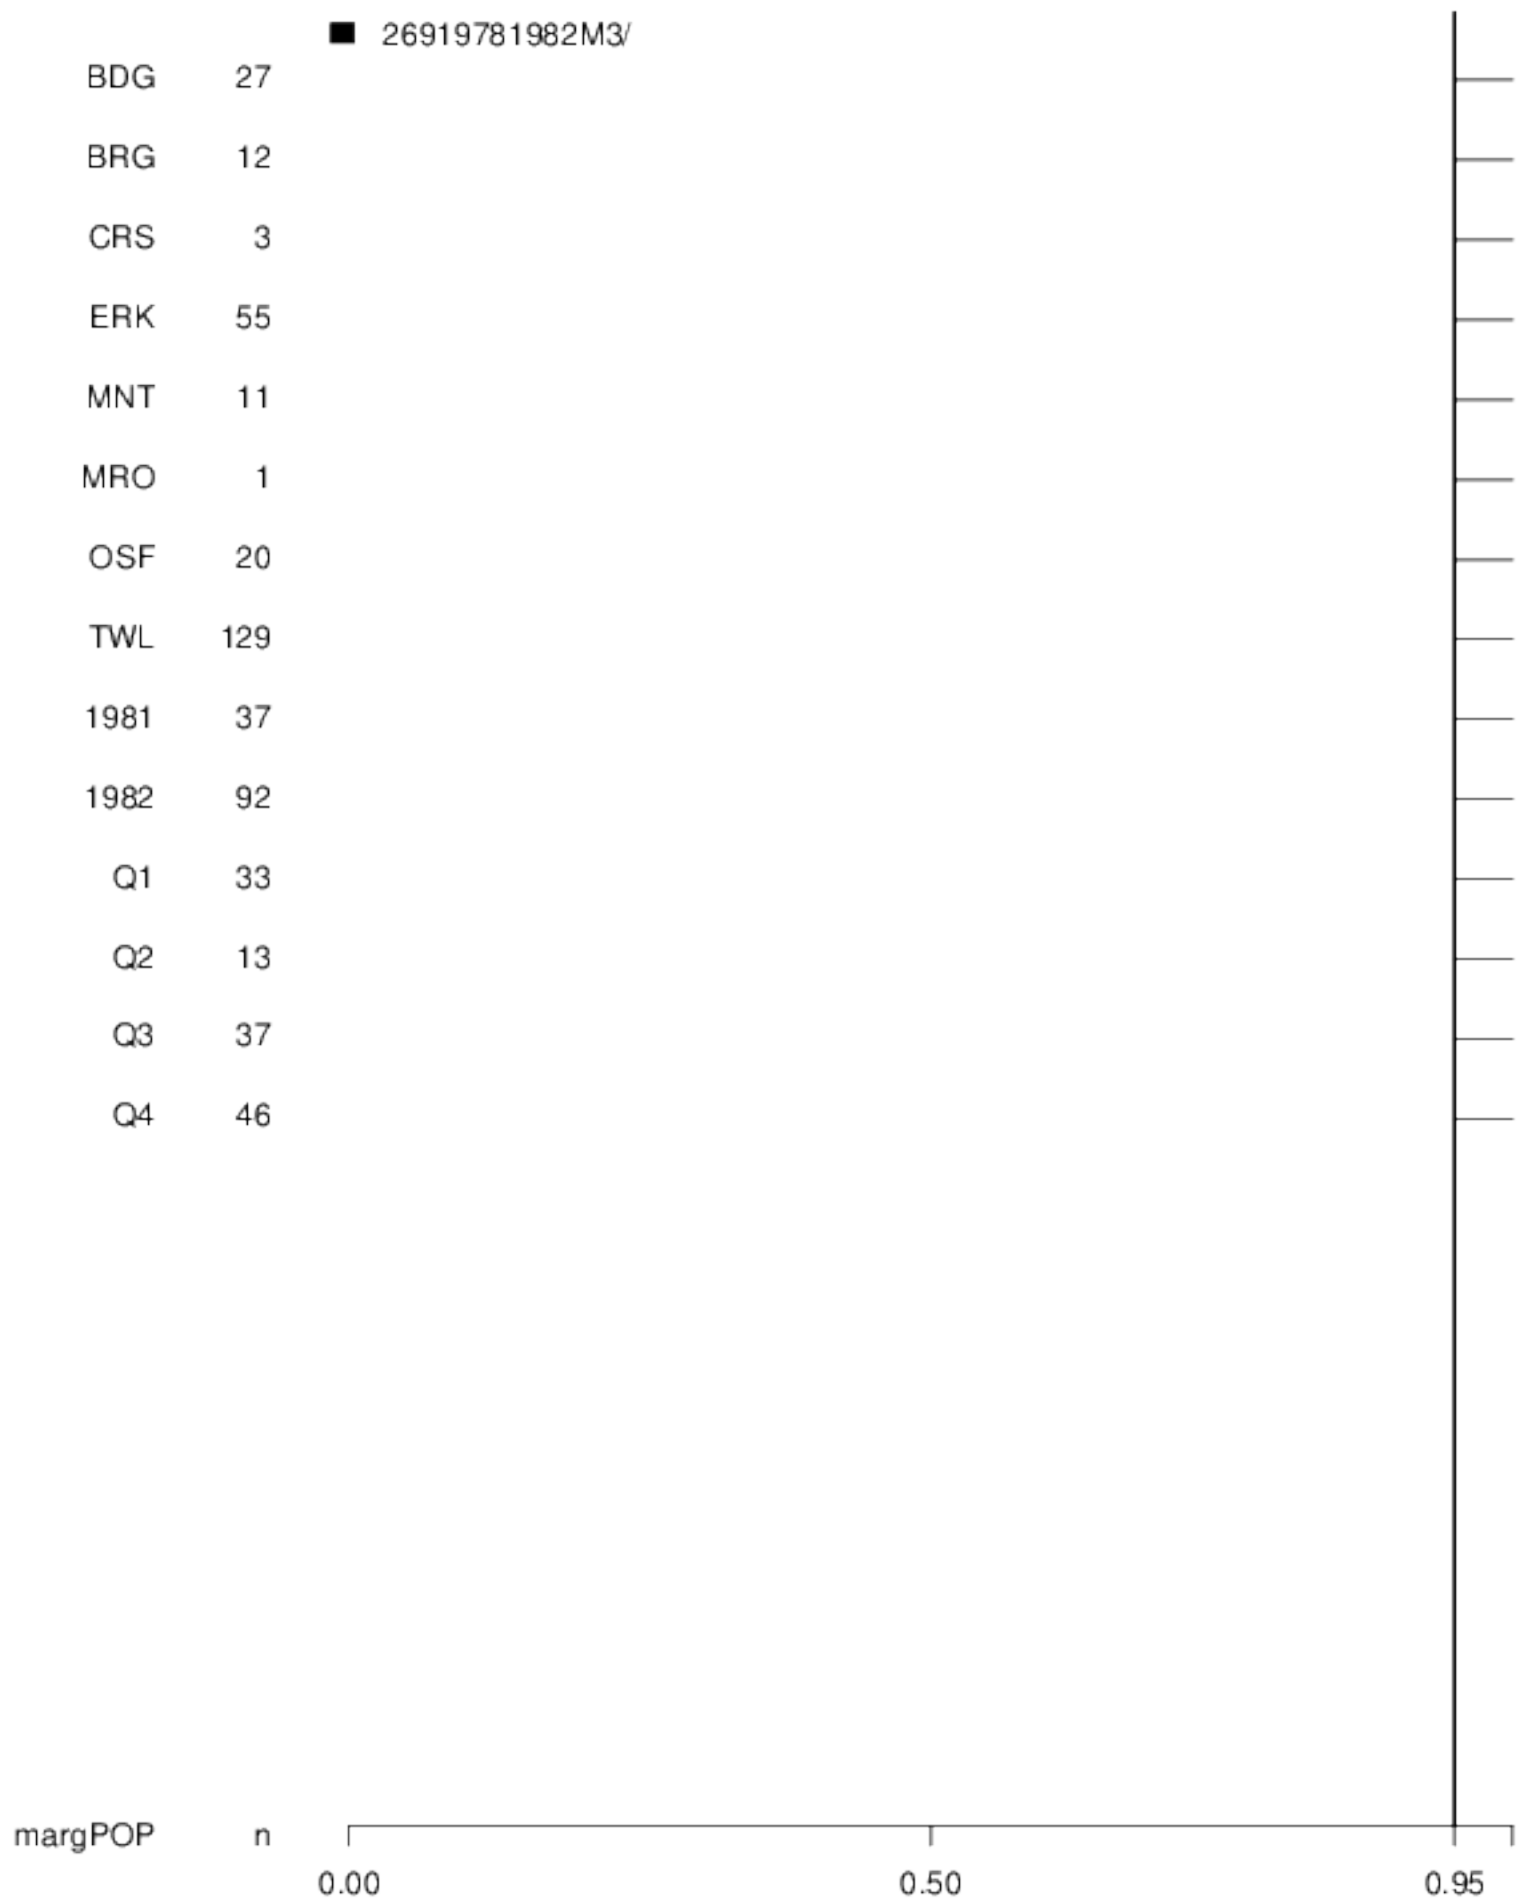 26919781982M3/
BDG 27
BRG 12
CRS 3
ERK 55
MNT 11
MRO 1
OSF 20
TWL 129
1981 37
1982 92
Q1 33
Q2 13
Q3 37
Q4 46
margPOP n
0.00 0.50 0.95